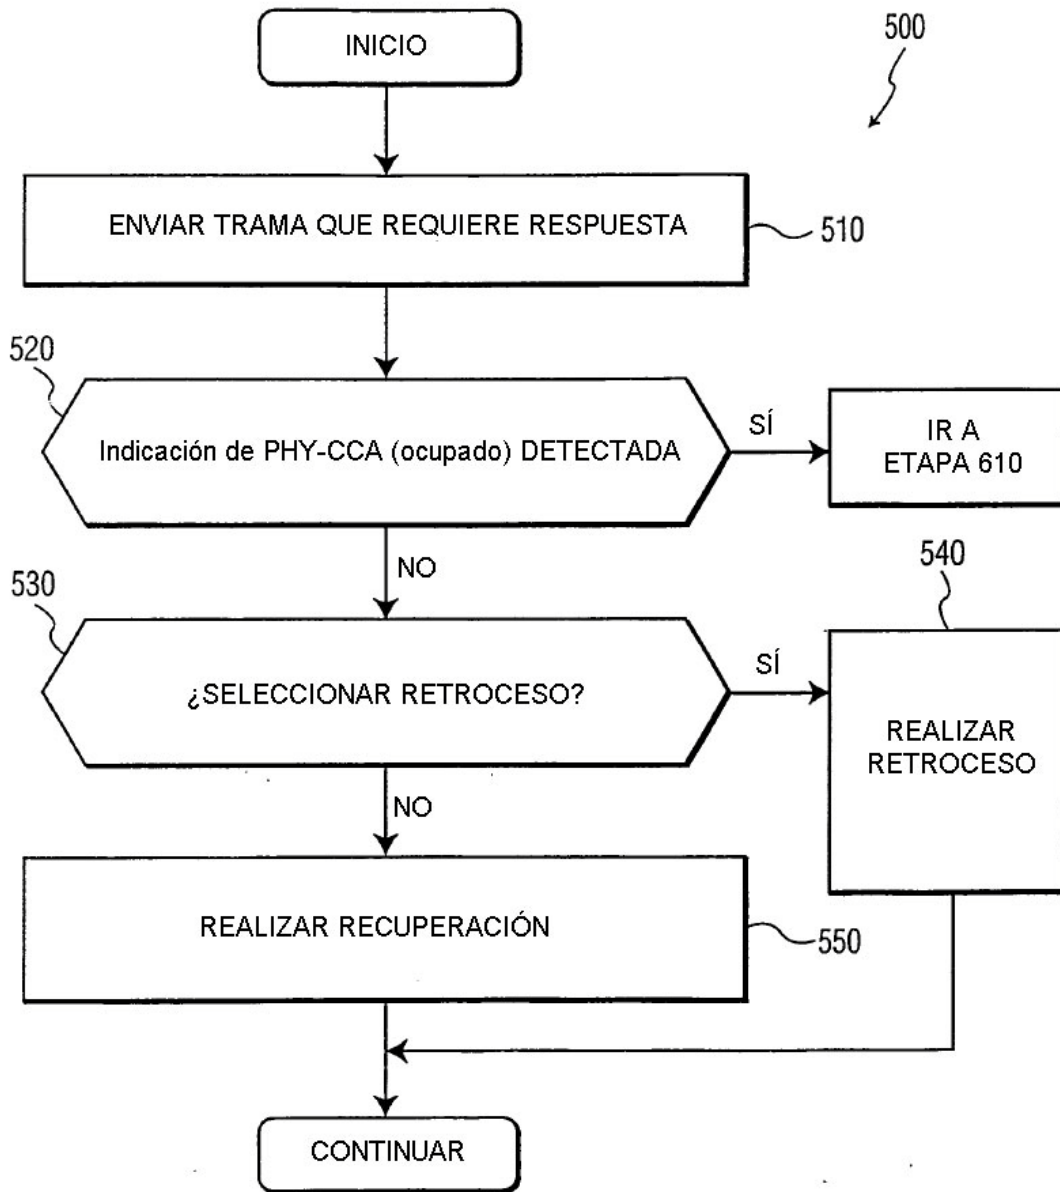 INICIO
500
ENVIAR TRAMA QUE REQUIERE RESPUESTA
510
520
Indicación de PHY-CCA (ocupado) DETECTADA
SÍ
IR A
ETAPA 610
NO
530
540
¿SELECCIONAR RETROCESO?
SÍ
REALIZAR
RETROCESO
NO
REALIZAR RECUPERACIÓN
550
CONTINUAR